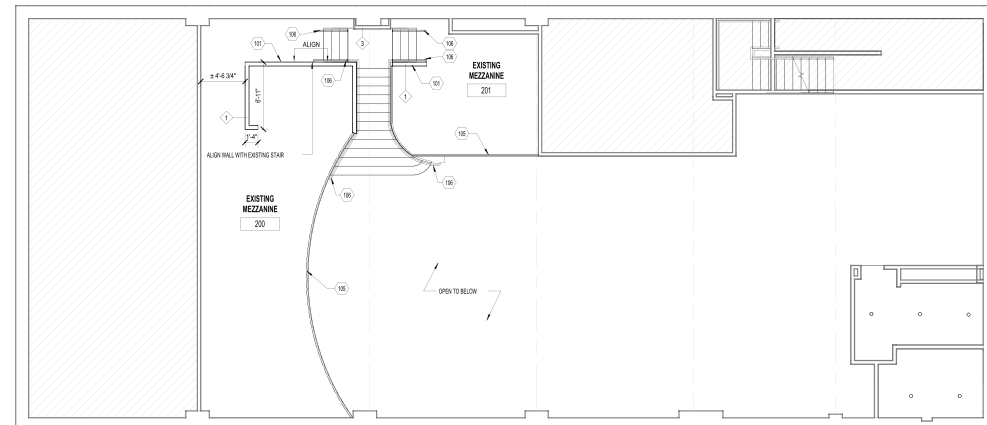 106
101
ALIGN
3
106
106
106
101
± 4'-6 3/4"
6'-11"
1
1'-4"
1
EXISTING
MEZZANINE
201
105
ALIGN WALL WITH EXISTING STAIR
106
106
EXISTING
MEZZANINE
200
105
OPEN TO BELOW